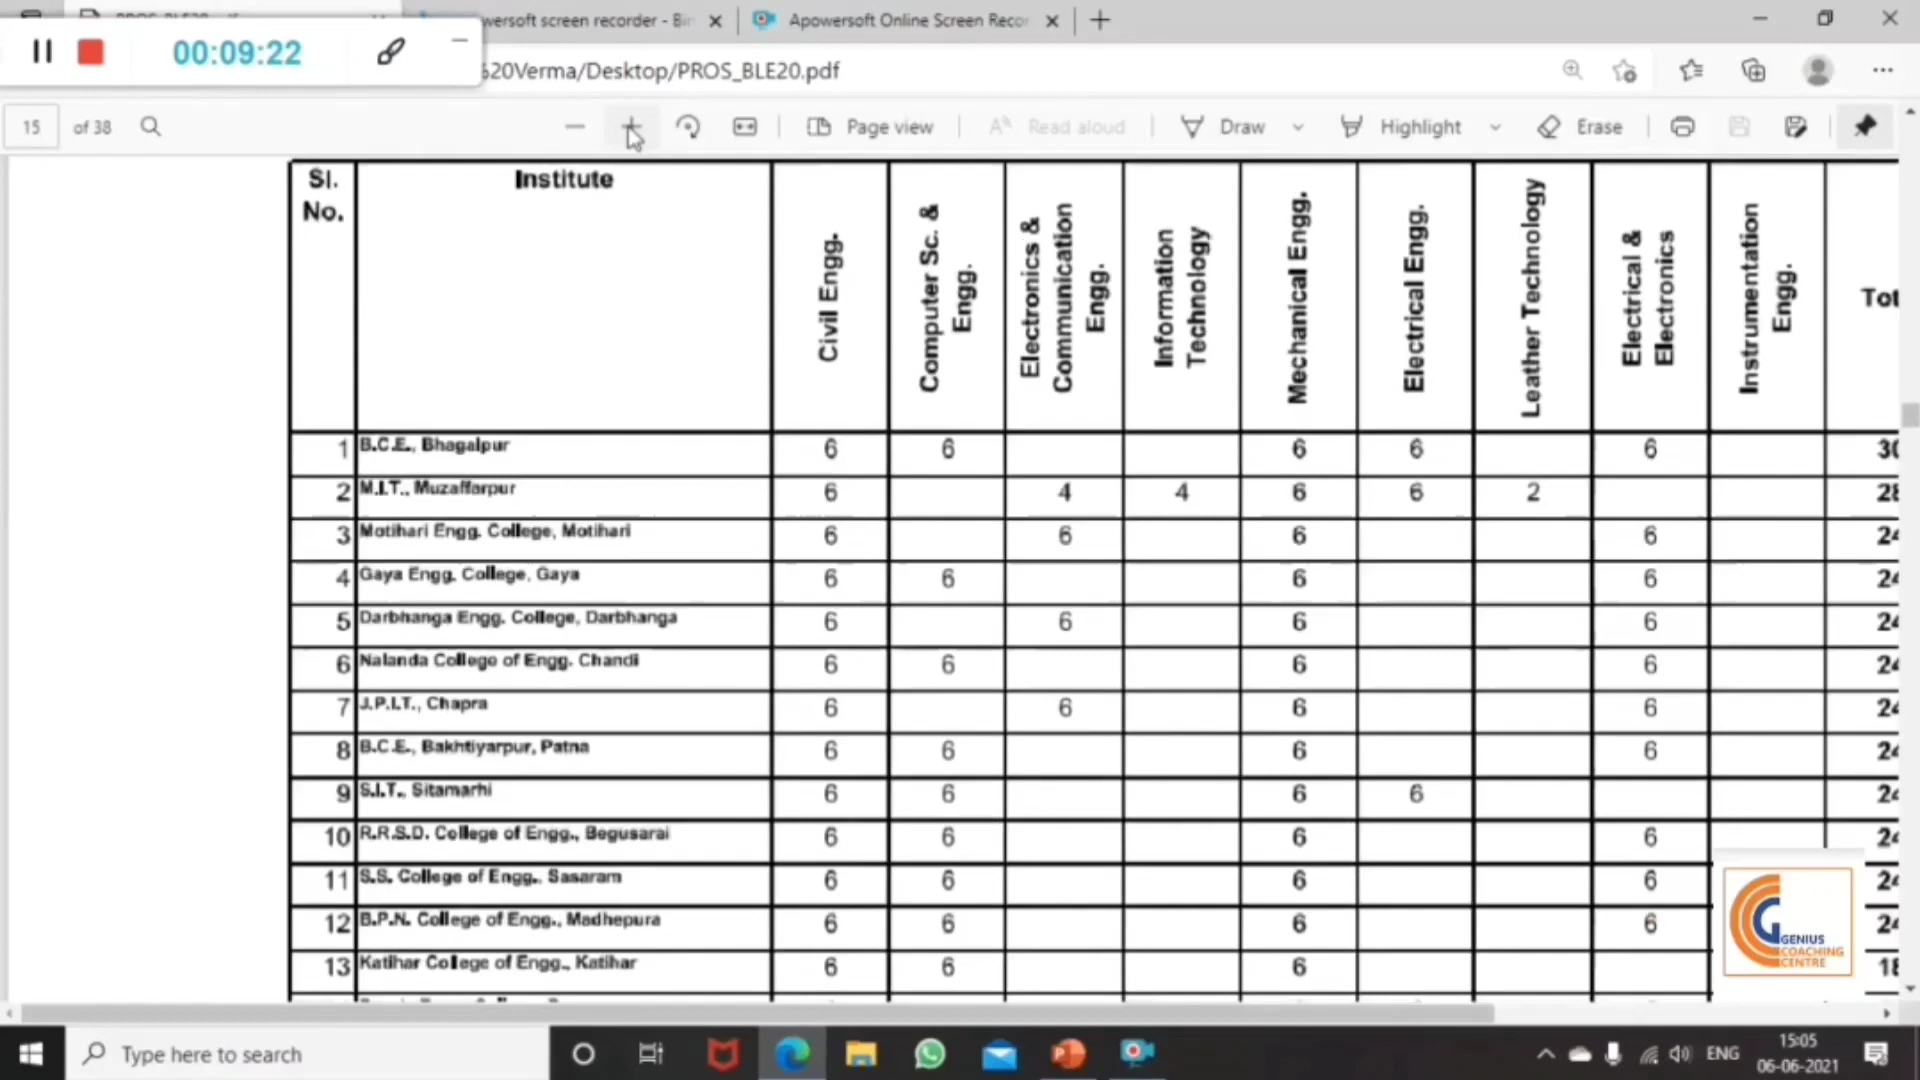 owersoft screen recorder - Bin
Apowersoft Online Screen Recor
00:09:22
%20Verma/Desktop/PROS_BLE20.pdf
15 of 38
Page view
Read aloud
Draw
Highlight
Erase
Sl. No.
Institute
Civil Engg.
Computer Sc. & Engg.
Electronics & Communication Engg.
Information Technology
Mechanical Engg.
Electrical Engg.
Leather Technology
Electrical & Electronics
Instrumentation Engg.
Tot
1 B.C.E., Bhagalpur 6 6 6 6 6 30
2 M.I.T., Muzaffarpur 6 4 4 6 6 2 28
3 Motihari Engg. College, Motihari 6 6 6 6 24
4 Gaya Engg. College, Gaya 6 6 6 6 24
5 Darbhanga Engg. College, Darbhanga 6 6 6 6 24
6 Nalanda College of Engg. Chandi 6 6 6 6 24
7 J.P.I.T., Chapra 6 6 6 6 24
8 B.C.E., Bakhtiyarpur, Patna 6 6 6 6 24
9 S.I.T., Sitamarhi 6 6 6 6 24
10 R.R.S.D. College of Engg., Begusarai 6 6 6 6 24
11 S.S. College of Engg., Sasaram 6 6 6 6 24
12 B.P.N. College of Engg., Madhepura 6 6 6 6 24
13 Katihar College of Engg., Katihar 6 6 6 18
GENIUS
COACHING
CENTRE
Type here to search
ENG
15:05
06-06-2021